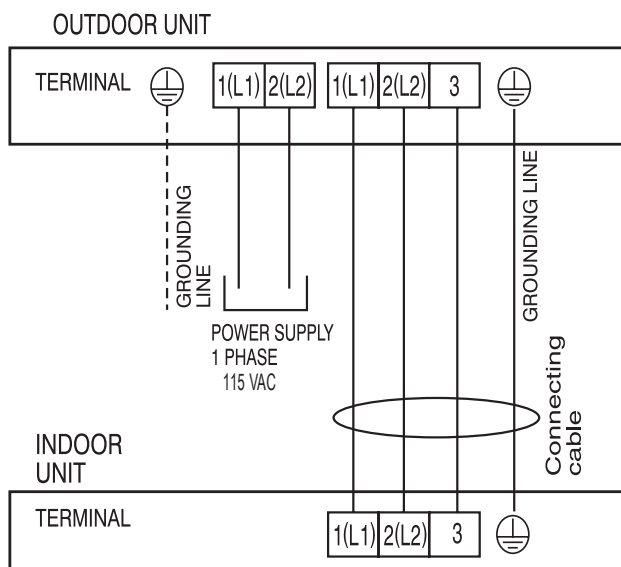 OUTDOOR UNIT
TERMINAL
1(L1) 2(L2) 1(L1) 2(L2) 3
GROUNDING
LINE
GROUNDING LINE
POWER SUPPLY
1 PHASE
115 VAC
Connecting
cable
INDOOR
UNIT
TERMINAL
1(L1) 2(L2) 3